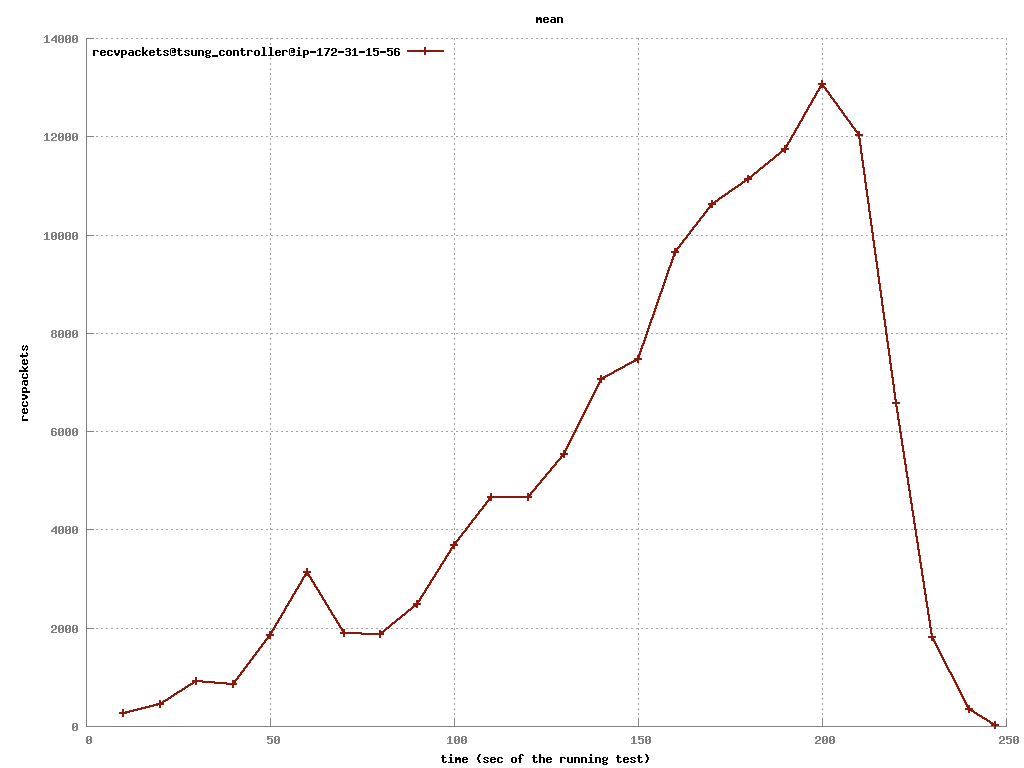 mean
recvpackets@tsung_controller@ip-172-31-15-56
14000
12000
10000
8000
6000
4000
2000
0
recvpackets
0 50 100 150 200 250
time (sec of the running test)